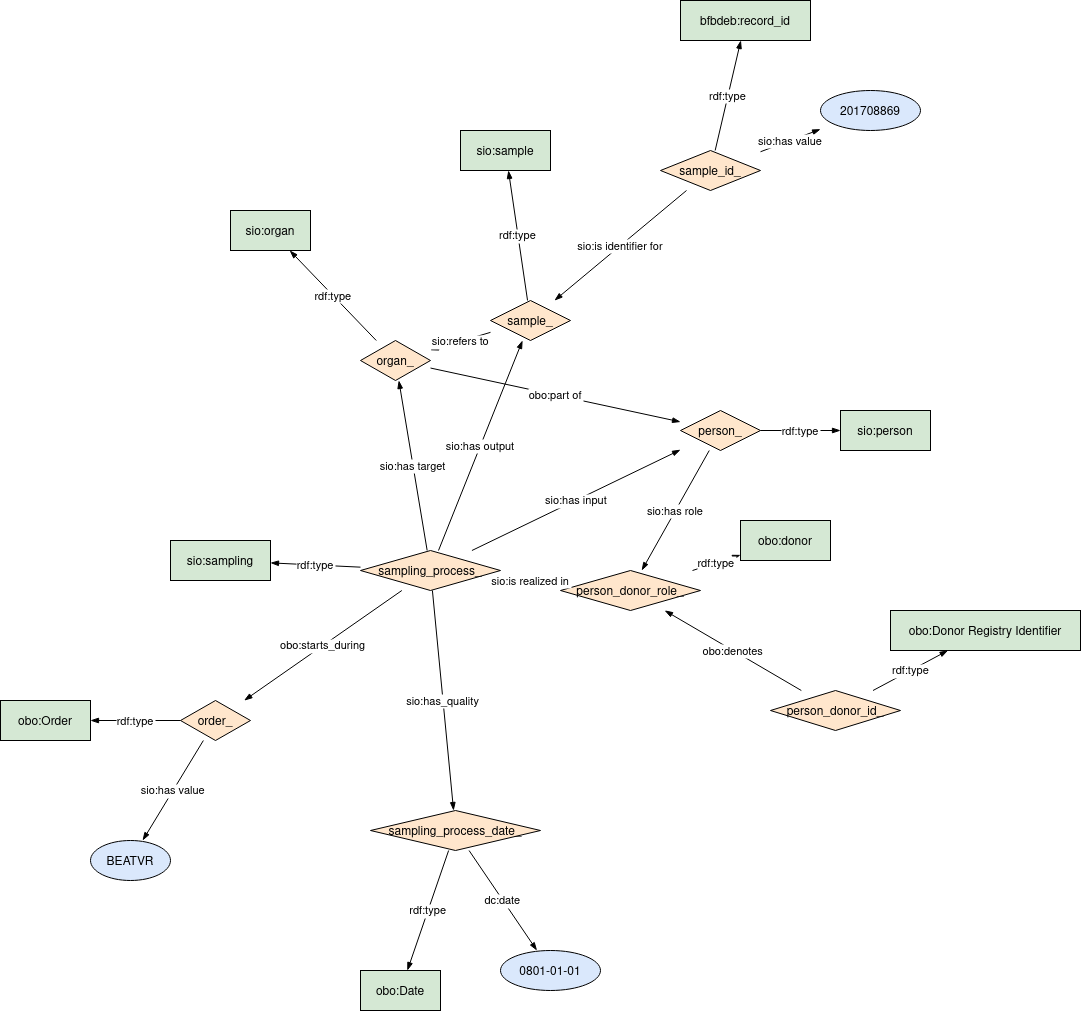 bfbdeb:record_id
rdf:type
201708869
sio:has value
sio:sample
sample_id_
sio:organ
rdf:type
sio:is identifier for
rdf:type
sample_
sio:refers to
organ_
obo:part of
person_
rdf:type
sio:person
sio:has output
sio:has target
sio:has input
sio:has role
obo:donor
sio:sampling
rdf:type
rdf:type
sampling_process_
sio:is realized in
person_donor_role_
obo:Donor Registry Identifier
obo:starts_during
obo:denotes
rdf:type
sio:has_quality
person_donor_id_
obo:Order
rdf:type
order_
sio:has value
sampling_process_date_
BEATVR
dc:date
rdf:type
0801-01-01
obo:Date